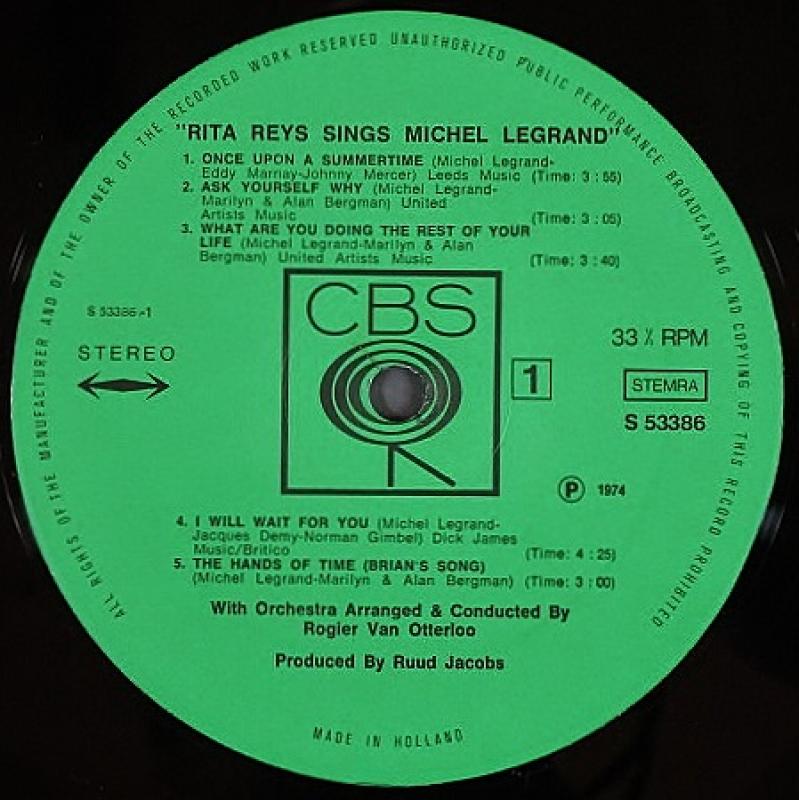 ALL RIGHTS OF THE MANUFACTURER AND OF THE OWNER OF THE RECORDED WORK RESERVED UNAUTHORIZED PUBLIC PERFORMANCE BROADCASTING AND COPYING OF THIS RECORD PROHIBITED
"RITA REYS SINGS MICHEL LEGRAND"
1. ONCE UPON A SUMMERTIME (Michel Legrand-
Eddy Marnay-Johnny Mercer) Leeds Music (Time: 3 : 55)
2. ASK YOURSELF WHY (Michel Legrand-
Marilyn & Alan Bergman) United
Artists Music (Time: 3 : 05)
3. WHAT ARE YOU DOING THE REST OF YOUR
LIFE (Michel Legrand-Marilyn & Alan
Bergman) United Artists Music (Time: 3 : 40)
CBS
S 53386-1
STEREO
1
33 ⅓ RPM
STEMRA
S 53386
℗ 1974
4. I WILL WAIT FOR YOU (Michel Legrand-
Jacques Demy-Norman Gimbel) Dick James
Music/Britico (Time: 4 : 25)
5. THE HANDS OF TIME (BRIAN'S SONG)
(Michel Legrand-Marilyn & Alan Bergman) (Time: 3 : 00)
With Orchestra Arranged & Conducted By
Rogier Van Otterloo
Produced By Ruud Jacobs
MADE IN HOLLAND